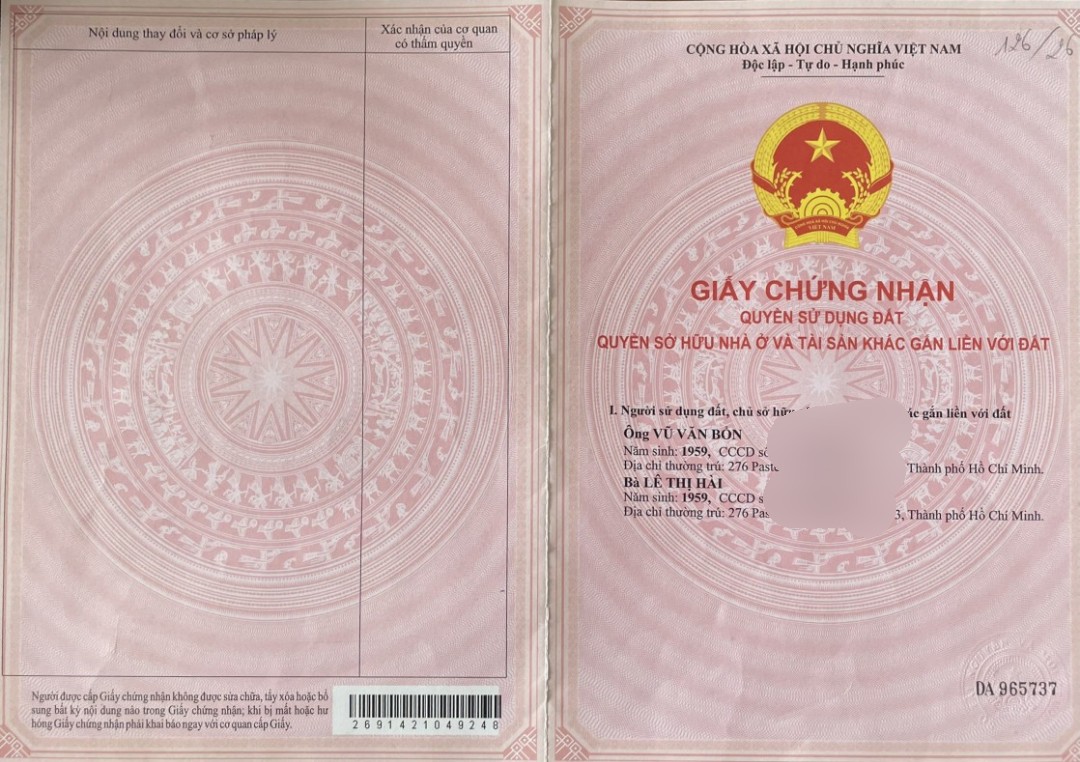 Nội dung thay đổi và cơ sở pháp lý
Xác nhận của cơ quan
có thẩm quyền
Người được cấp Giấy chứng nhận không được sửa chữa, tẩy xóa hoặc bổ
sung bất kỳ nội dung nào trong Giấy chứng nhận; khi bị mất hoặc hư
hỏng Giấy chứng nhận phải khai báo ngay với cơ quan cấp Giấy.
2691421049248
126/26
CỘNG HÒA XÃ HỘI CHỦ NGHĨA VIỆT NAM
Độc lập - Tự do - Hạnh phúc
VIỆT NAM
GIẤY CHỨNG NHẬN
QUYỀN SỬ DỤNG ĐẤT
QUYỀN SỞ HỮU NHÀ Ở VÀ TÀI SẢN KHÁC GẮN LIỀN VỚI ĐẤT
I. Người sử dụng đất, chủ sở hữu gắn liền với đất
Ông VŨ VĂN BÓN
Năm sinh: 1959, CCCD
Địa chỉ thường trú: 276 Thành phố Hồ Chí Minh.
Bà LÊ THỊ HẢI
Năm sinh: 1959, CCCD
Địa chỉ thường trú: 276 3, Thành phố Hồ Chí Minh.
DA 965737